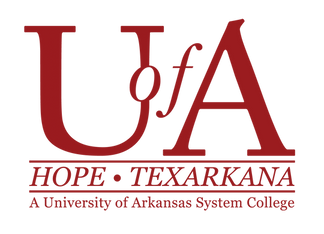 UofA
HOPE • TEXARKANA
A University of Arkansas System College